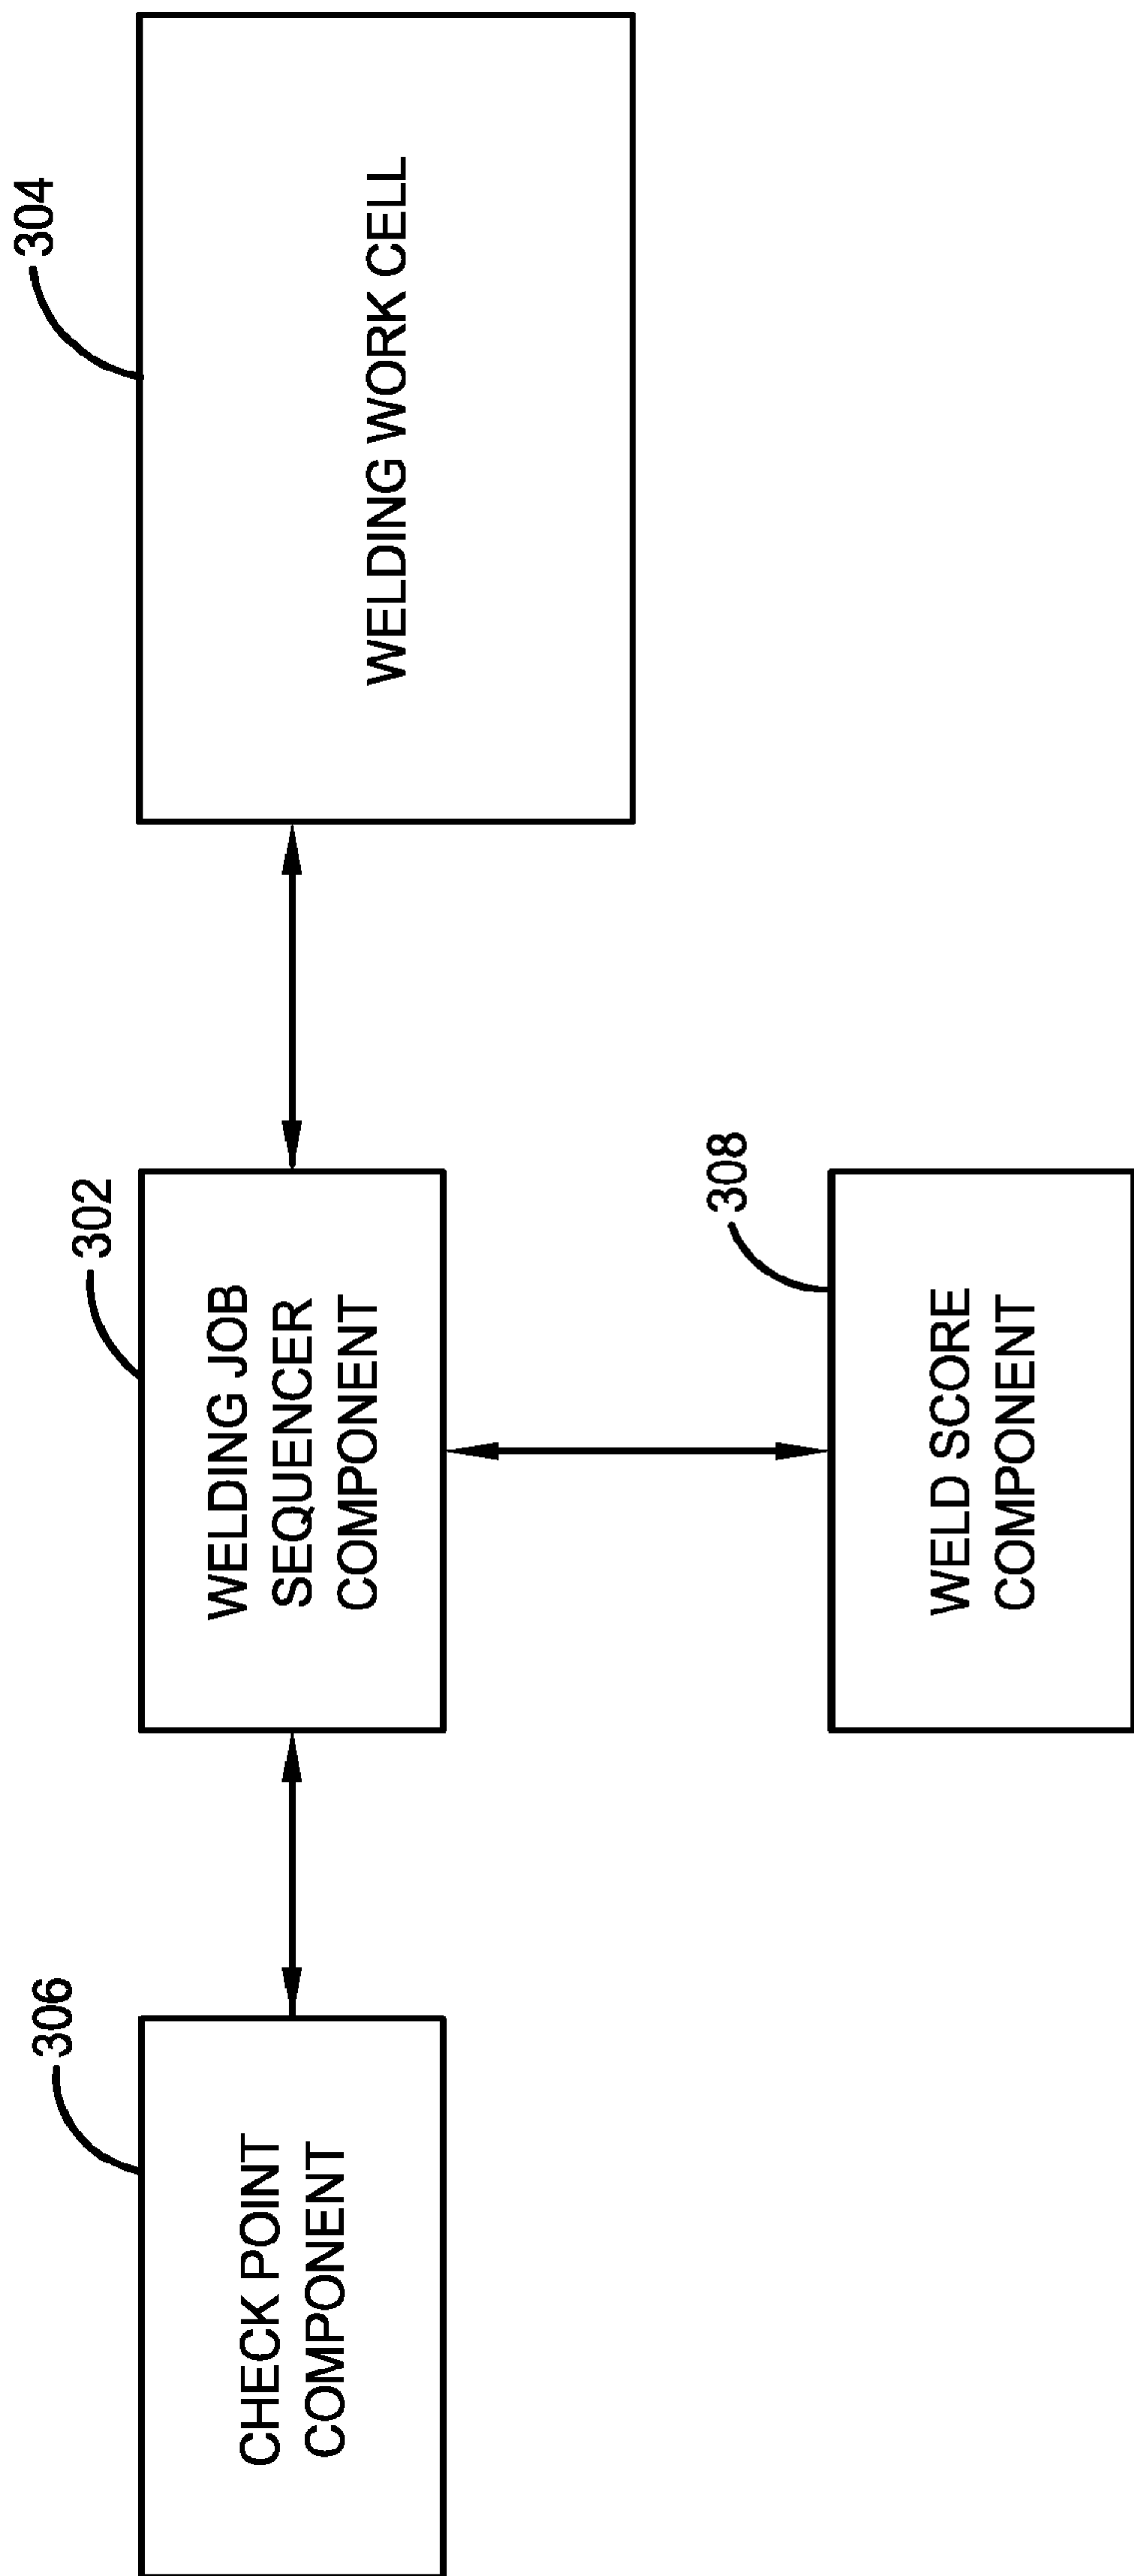 306
CHECK POINT
COMPONENT
302
WELDING JOB
SEQUENCER
COMPONENT
304
WELDING WORK CELL
308
WELD SCORE
COMPONENT